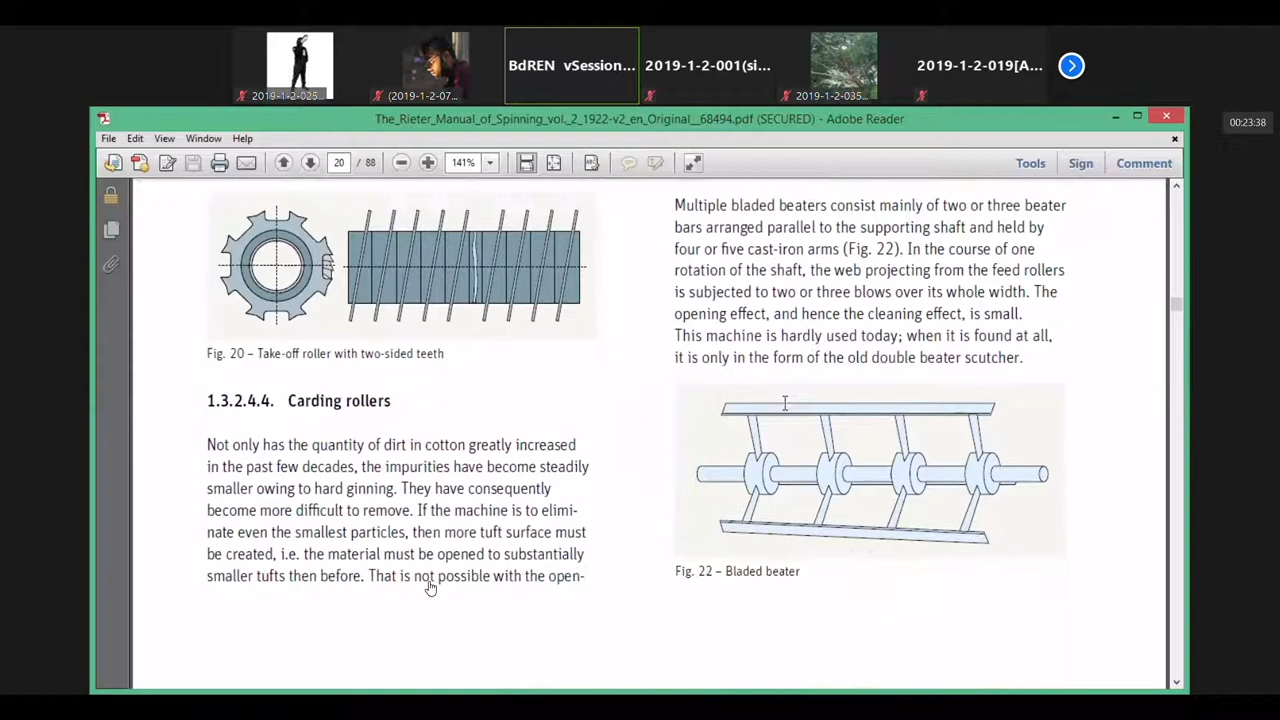 BdREN vSession...
2019-1-2-001(si...
2019-1-2-019[A...
2019-1-2-025...
(2019-1-2-07...
2019-1-2-035...
00:23:38
The_Rieter_Manual_of_Spinning_vol._2_1922-v2_en_Original__68494.pdf (SECURED) - Adobe Reader
File Edit View Window Help
20 / 88 141% Tools Sign Comment
Fig. 20 – Take-off roller with two-sided teeth
1.3.2.4.4. Carding rollers
Not only has the quantity of dirt in cotton greatly increased
in the past few decades, the impurities have become steadily
smaller owing to hard ginning. They have consequently
become more difficult to remove. If the machine is to elimi-
nate even the smallest particles, then more tuft surface must
be created, i.e. the material must be opened to substantially
smaller tufts then before. That is not possible with the open-
Multiple bladed beaters consist mainly of two or three beater
bars arranged parallel to the supporting shaft and held by
four or five cast-iron arms (Fig. 22). In the course of one
rotation of the shaft, the web projecting from the feed rollers
is subjected to two or three blows over its whole width. The
opening effect, and hence the cleaning effect, is small.
This machine is hardly used today; when it is found at all,
it is only in the form of the old double beater scutcher.
Fig. 22 – Bladed beater